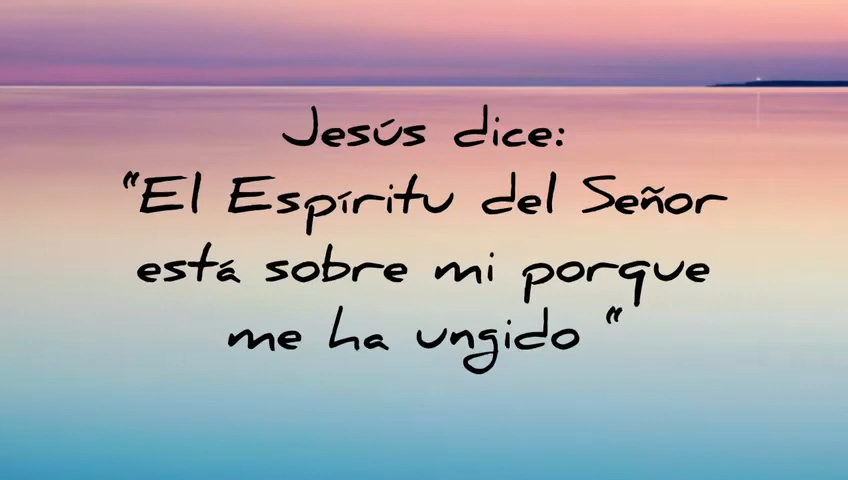 Jesús dice:
"El Espíritu del Señor
está sobre mi porque
me ha ungido "